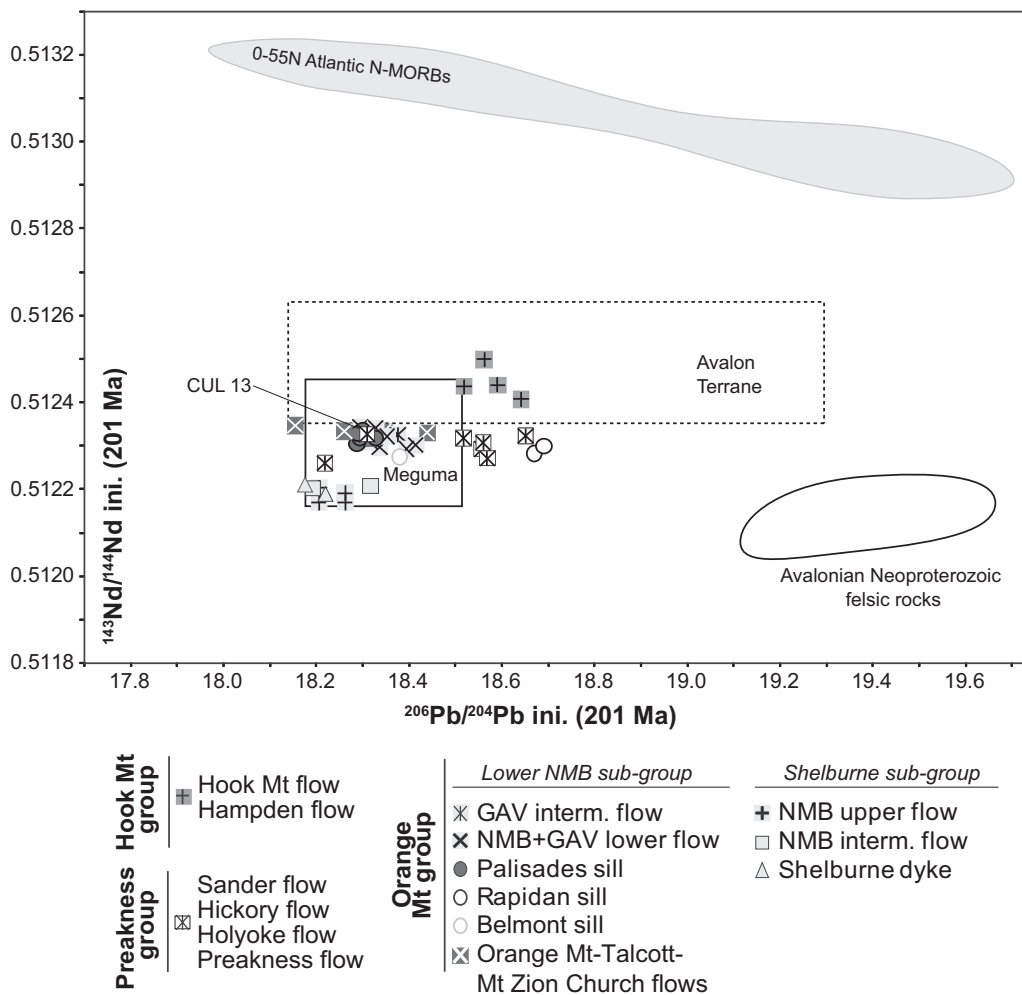 0.5132
0-55N Atlantic N-MORBs
0.5130
0.5128
0.5126
CUL 13
Avalon
Terrane
0.5124
Meguma
0.5122
0.5120
Avalonian Neoproterozoic
felsic rocks
0.5118
¹⁴³Nd/¹⁴⁴Nd ini. (201 Ma)
17.8 18.0 18.2 18.4 18.6 18.8 19.0 19.2 19.4 19.6
²⁰⁶Pb/²⁰⁴Pb ini. (201 Ma)
Hook Mt
group
Hook Mt flow
Hampden flow
Preakness
group
Sander flow
Hickory flow
Holyoke flow
Preakness flow
Orange
Mt group
Lower NMB sub-group
GAV interm. flow
NMB+GAV lower flow
Palisades sill
Rapidan sill
Belmont sill
Orange Mt-Talcott-
Mt Zion Church flows
Shelburne sub-group
NMB upper flow
NMB interm. flow
Shelburne dyke